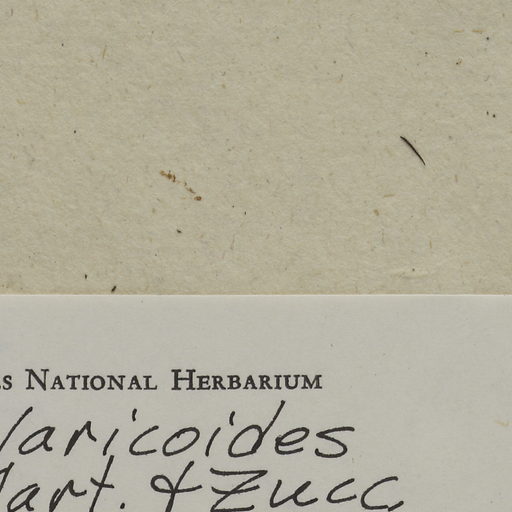 s National Herbarium
laricoides
Mart. & Zucc.